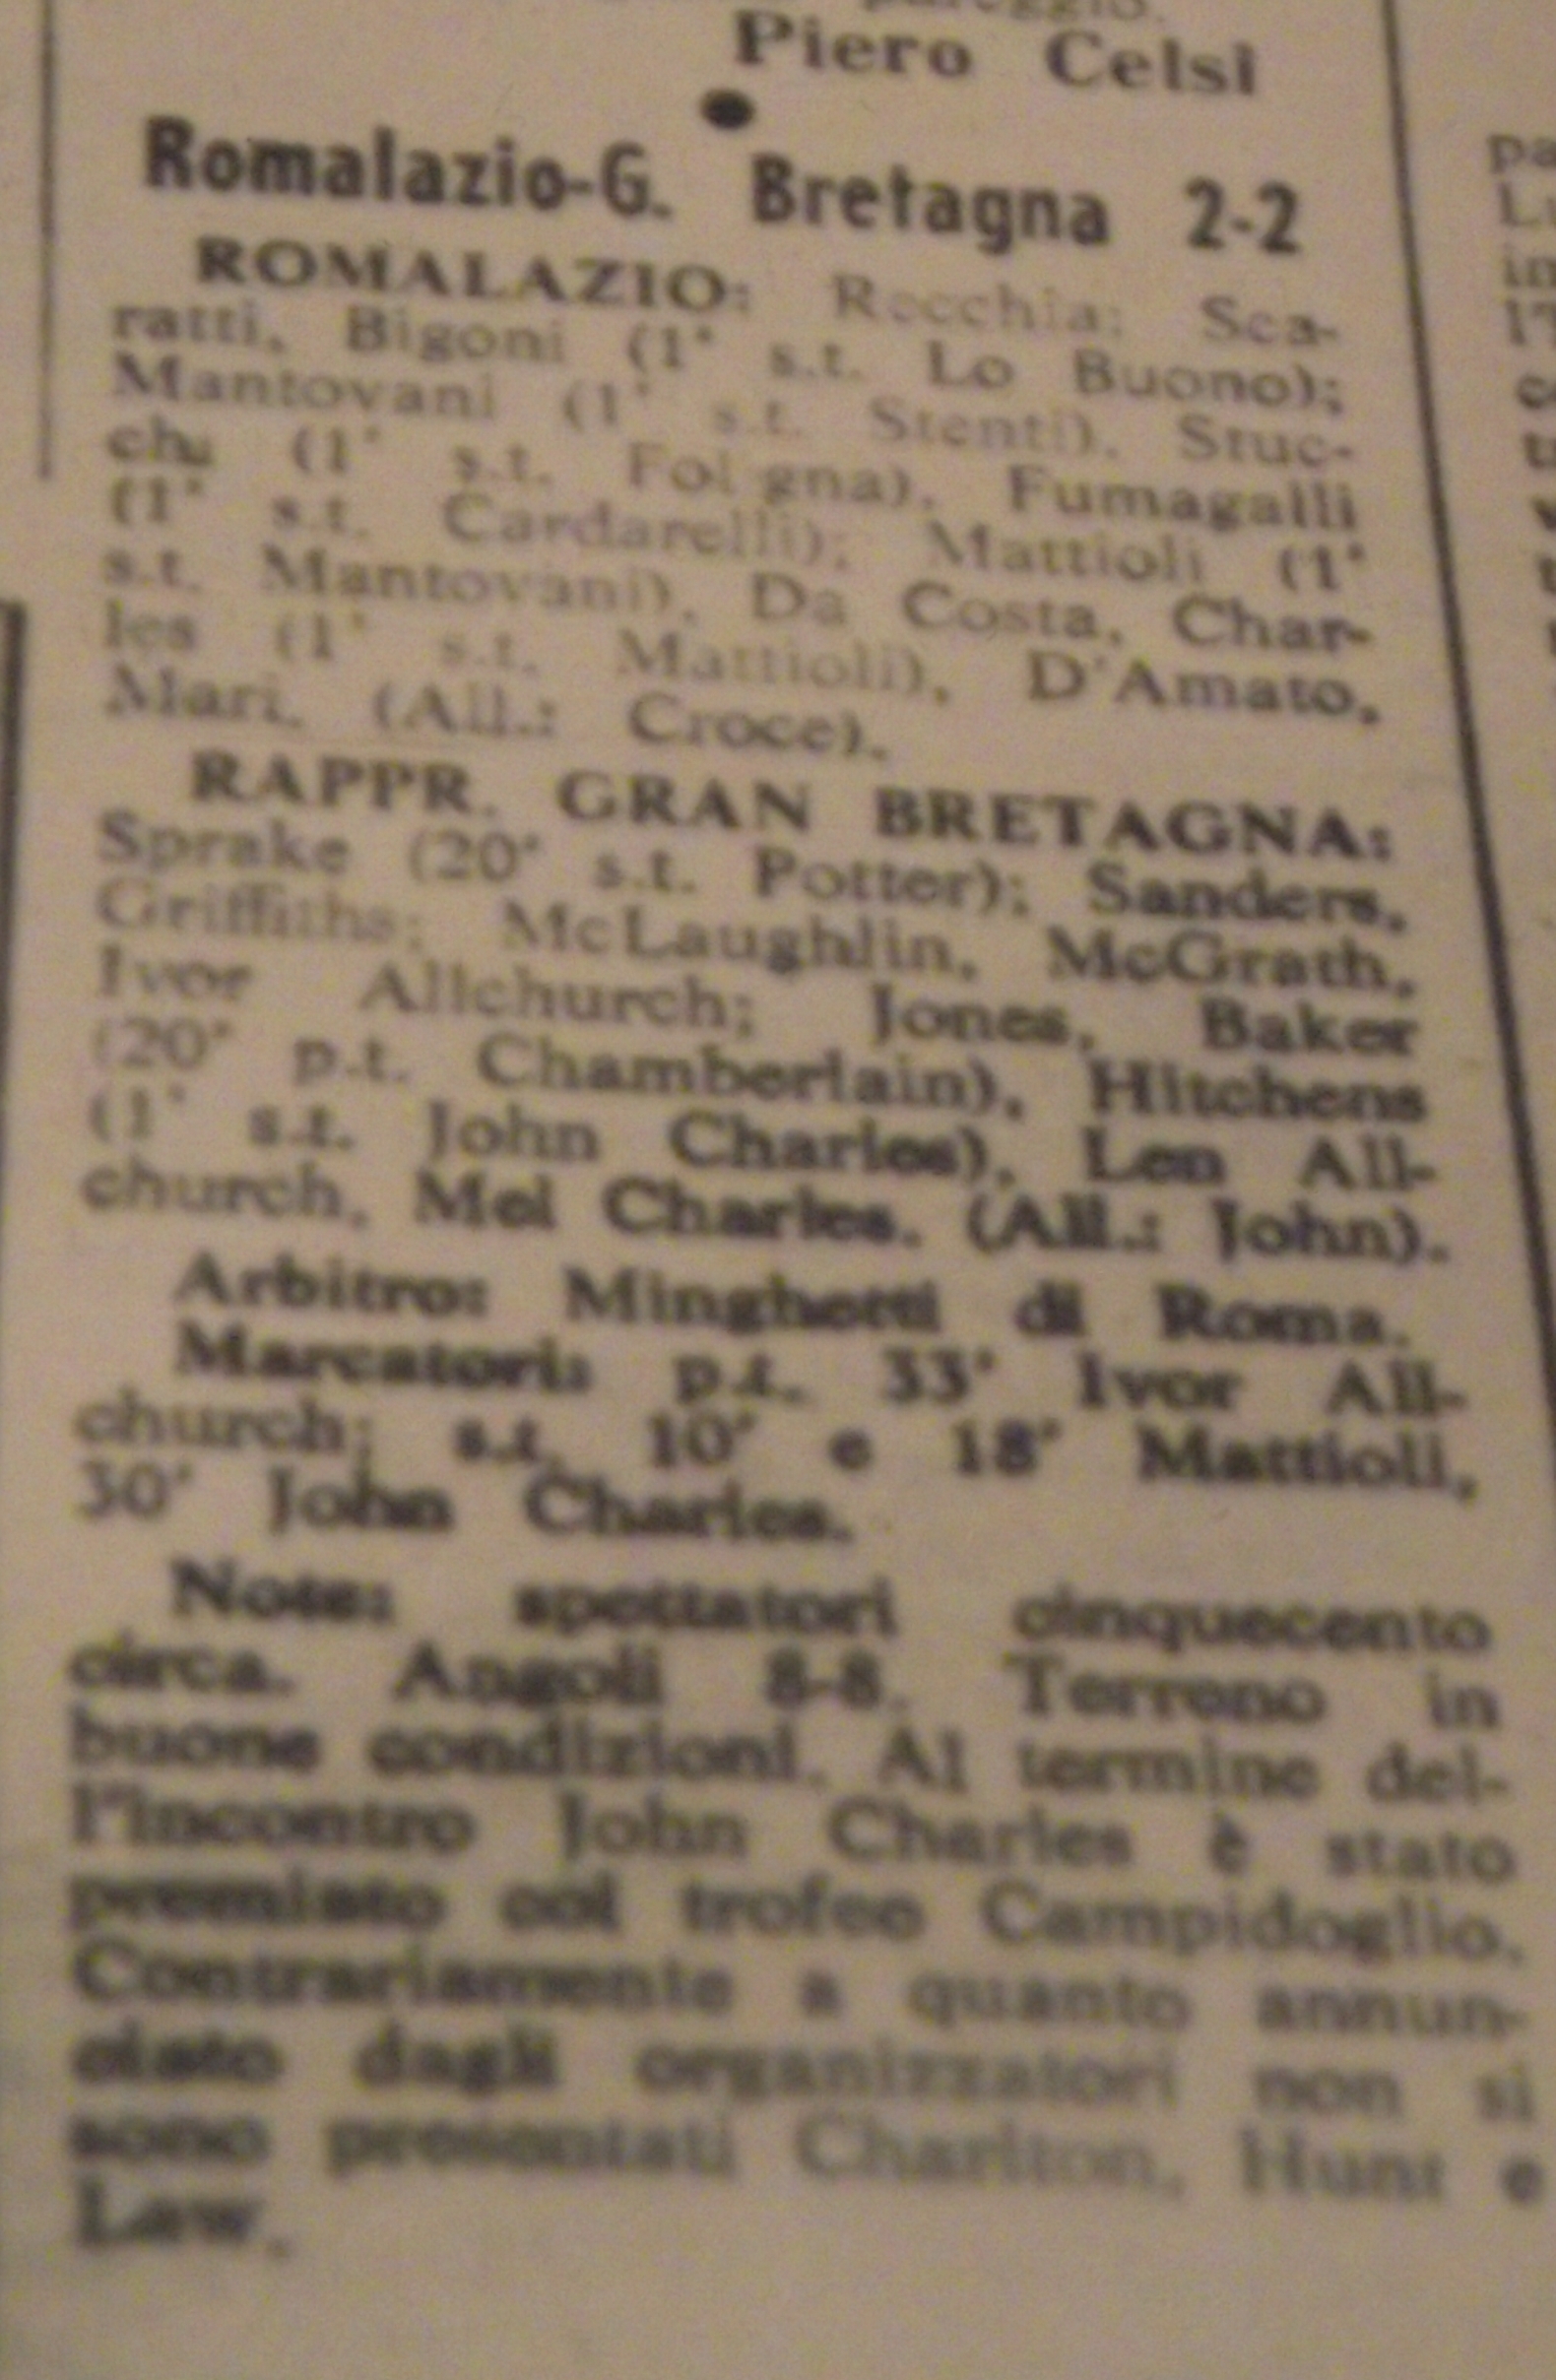 pareggio.
Piero Celsi
Romalazio-G. Bretagna 2-2
ROMALAZIO: Recchia; Sca-
ratti, Bigoni (1' s.t. Lo Buono);
Mantovani (1' s.t. Stenti), Stuc-
chi (1' s.t. Fol gna), Fumagalli
(1' s.t. Cardarelli); Mattioli (1'
s.t. Mantovani), Da Costa, Char-
les (1' s.t. Mattioli), D'Amato,
Mari. (All.: Croce).
RAPPR. GRAN BRETAGNA:
Sprake (20' s.t. Potter); Sanders,
Griffiths; McLaughlin, McGrath,
Ivor Allchurch; Jones, Baker
(20' p.t. Chamberlain), Hitchens
(1' s.t. John Charles), Len All-
church, Mel Charles. (All.: John).
Arbitro: Minghetti di Roma.
Marcatori: p.t. 33' Ivor All-
church; s.t. 10' e 18' Mattioli,
30' John Charles.
Note: spettatori cinquecento
circa. Angoli 8-8. Terreno in
buone condizioni. Al termine del-
l'incontro John Charles è stato
premiato col trofeo Campidoglio.
Contrariamente a quanto annun-
ciato dagli organizzatori non si
sono presentati Charlton, Hunt e
Law.